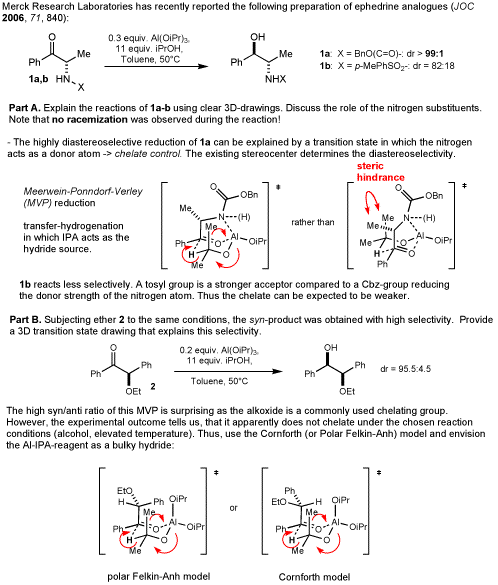 Merck Research Laboratories has recently reported the following preparation of ephedrine analogues (JOC
2006, 71, 840):
O
Ph
Me
1a,b
HN
X
0.3 equiv. Al(OiPr)3,
11 equiv. iPrOH,
Toluene, 50°C
OH
Ph
Me
NHX
1a: X = BnO(C=O)-: dr > 99:1
1b: X = p-MePhSO2-: dr = 82:18
Part A. Explain the reactions of 1a-b using clear 3D-drawings. Discuss the role of the nitrogen substituents.
Note that no racemization was observed during the reaction!
- The highly diastereoselective reduction of 1a can be explained by a transition state in which the nitrogen
acts as a donor atom -> chelate control. The existing stereocenter determines the diastereoselectivity.
Meerwein-Ponndorf-Verley
(MVP) reduction
transfer-hydrogenation
in which IPA acts as the
hydride source.
O
OBn
Me
N
(H)
Me
Al
Ph
O
OiPr
H
O
Me
‡
rather than
steric
hindrance
O
OBn
Me
N
(H)
Me
Al
O
OiPr
H
O
Ph
‡
1b reacts less selectively. A tosyl group is a stronger acceptor compared to a Cbz-group reducing
the donor strength of the nitrogen atom. Thus the chelate can be expected to be weaker.
Part B. Subjecting ether 2 to the same conditions, the syn-product was obtained with high selectivity. Provide
a 3D transition state drawing that explains this selectivity.
O
Ph
Ph
OEt
2
0.2 equiv. Al(OiPr)3,
11 equiv. iPrOH,
Toluene, 50°C
OH
Ph
Ph
OEt
dr = 95.5:4.5
The high syn/anti ratio of this MVP is surprising as the alkoxide is a commonly used chelating group.
However, the experimental outcome tells us, that it apparently does not chelate under the chosen reaction
conditions (alcohol, elevated temperature). Thus, use the Cornforth (or Polar Felkin-Anh) model and envision
the Al-IPA-reagent as a bulky hydride:
H
EtO
Ph
OiPr
Me
Al
OiPr
Ph
O
H
O
Me
‡
or
Ph
EtO
H
OiPr
Me
Al
OiPr
Ph
O
H
O
Me
‡
polar Felkin-Anh model
Cornforth model